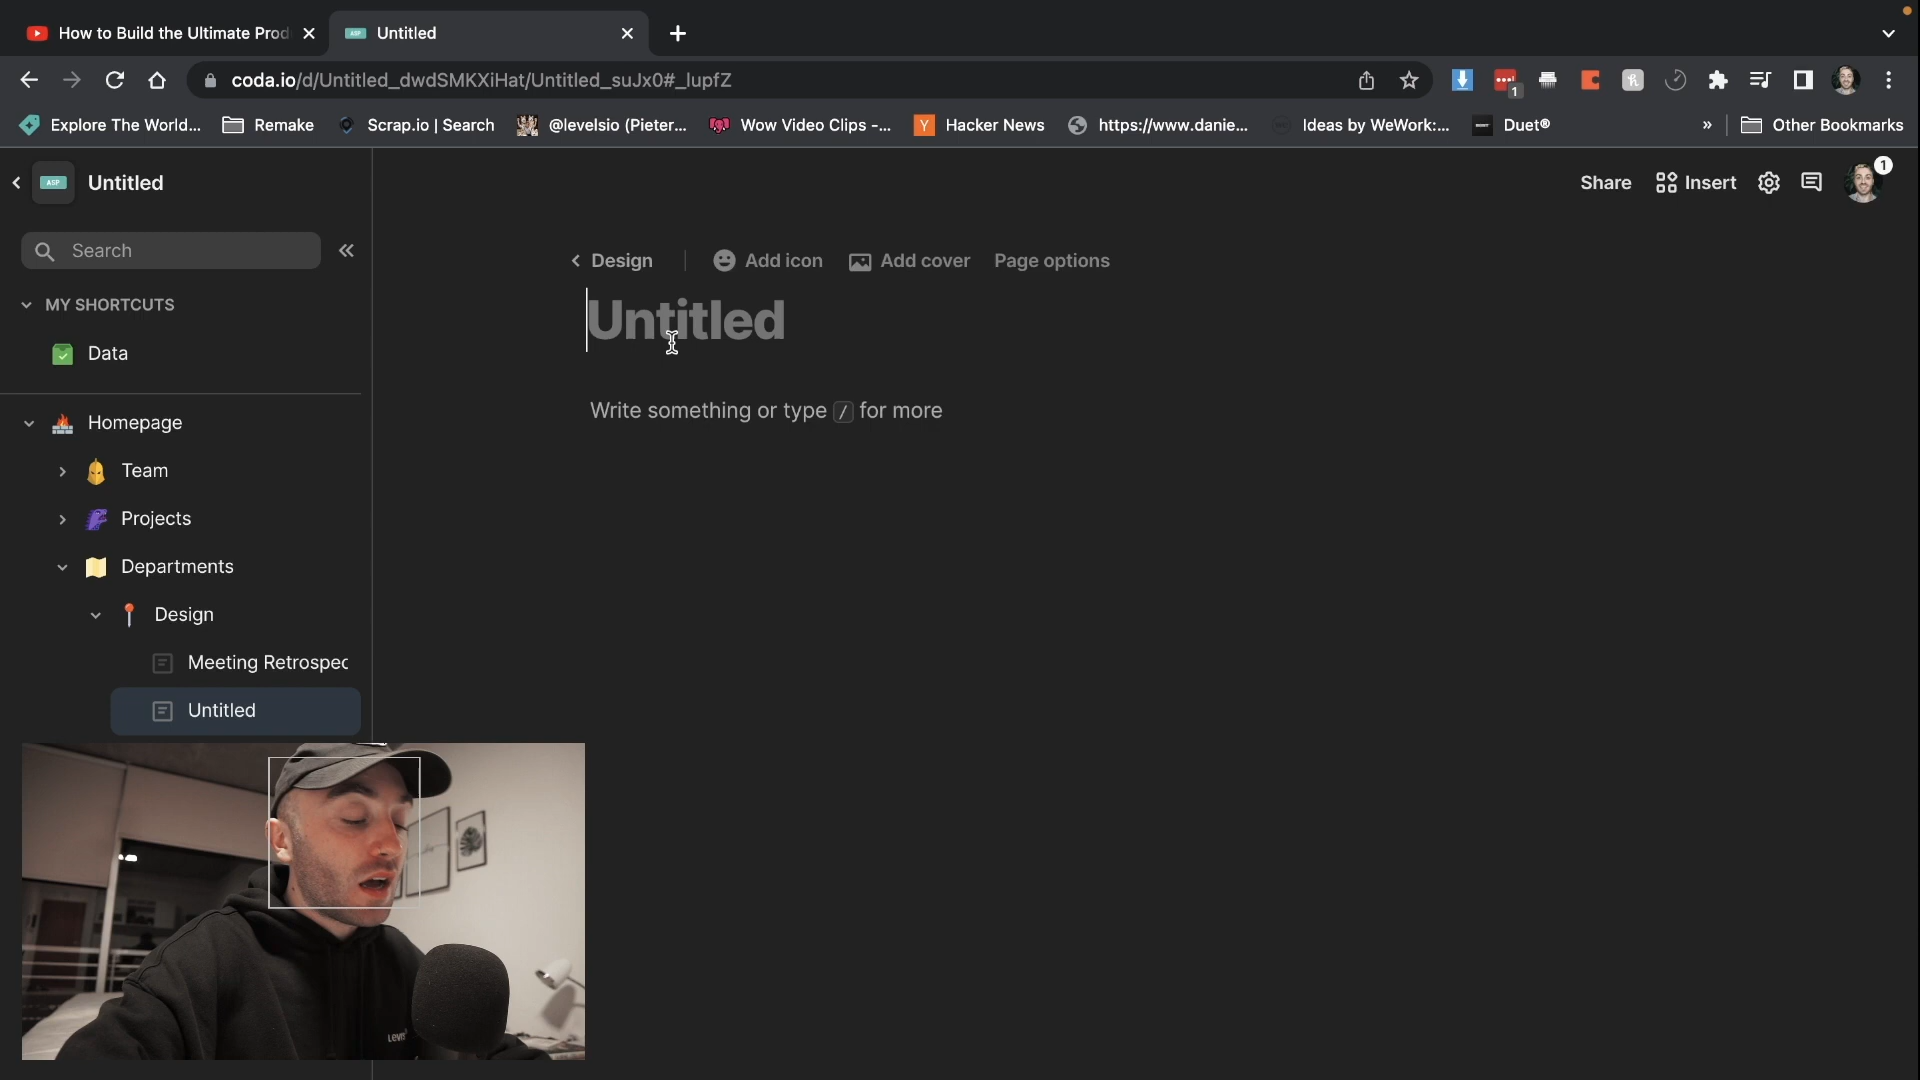 How to Build the Ultimate Prod
Untitled
coda.io/d/Untitled_dwdSMKXiHat/Untitled_suJx0#_lupfZ
1
Explore The World...
Remake
Scrap.io | Search
@levelsio (Pieter...
Wow Video Clips -...
Hacker News
https://www.danie...
Ideas by WeWork:...
Duet®
»
Other Bookmarks
ASP
Untitled
Share
Insert
1
Search
Design
Add icon
Add cover
Page options
MY SHORTCUTS
Untitled
Data
Write something or type / for more
Homepage
Team
Projects
Departments
Design
Meeting Retrospec
Untitled